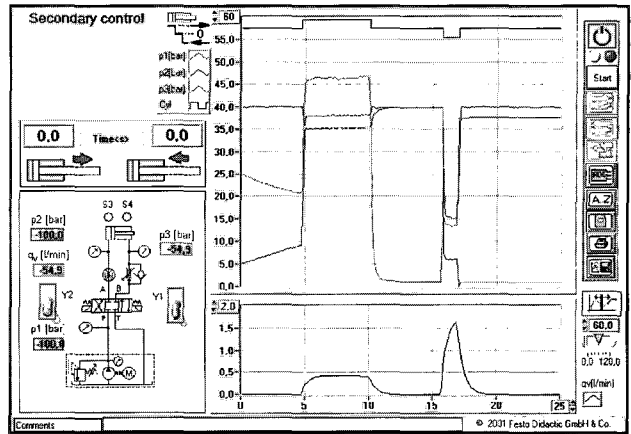 Secondary control
60
0
p1[bar]
p2[bar]
p3[bar]
Cyl
55,0
50,0
45,0
40,0
35,0
30,0
25,0
20,0
15,0
10,0
5,0
0,0
0,0 Time<s> 0,0
S3 S4
p2 [bar]
-100,0
p3 [bar]
-54,9
qv [l/min]
-54,9
A B
Y2 Y1
P T
p1 [bar]
-100,0
M
2,0
1,5
1,0
0,5
0,0
0 5 10 15 20 25
Start
A.Z
60,0
0,0 120,0
qv[l/min]
Comments
© 2001 Festo Didactic GmbH & Co.